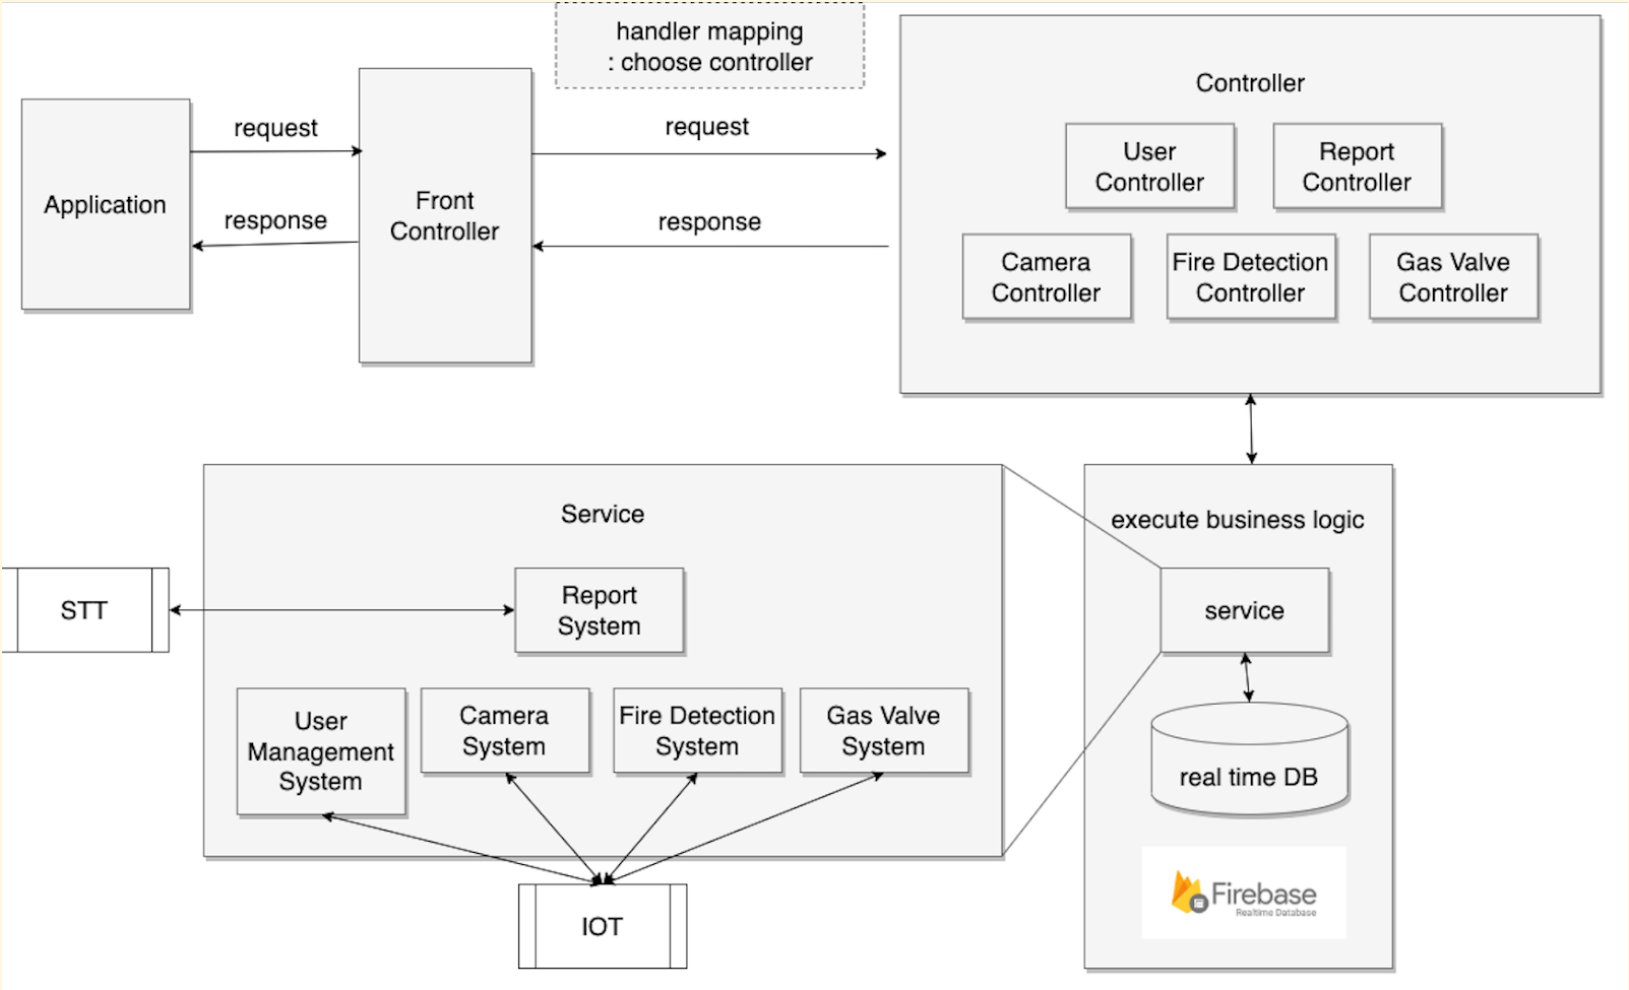 handler mapping
: choose controller
Application
request
response
Front
Controller
request
response
Controller
User
Controller
Report
Controller
Camera
Controller
Fire Detection
Controller
Gas Valve
Controller
Service
STT
Report
System
User
Management
System
Camera
System
Fire Detection
System
Gas Valve
System
IOT
execute business logic
service
real time DB
Firebase
Realtime Database